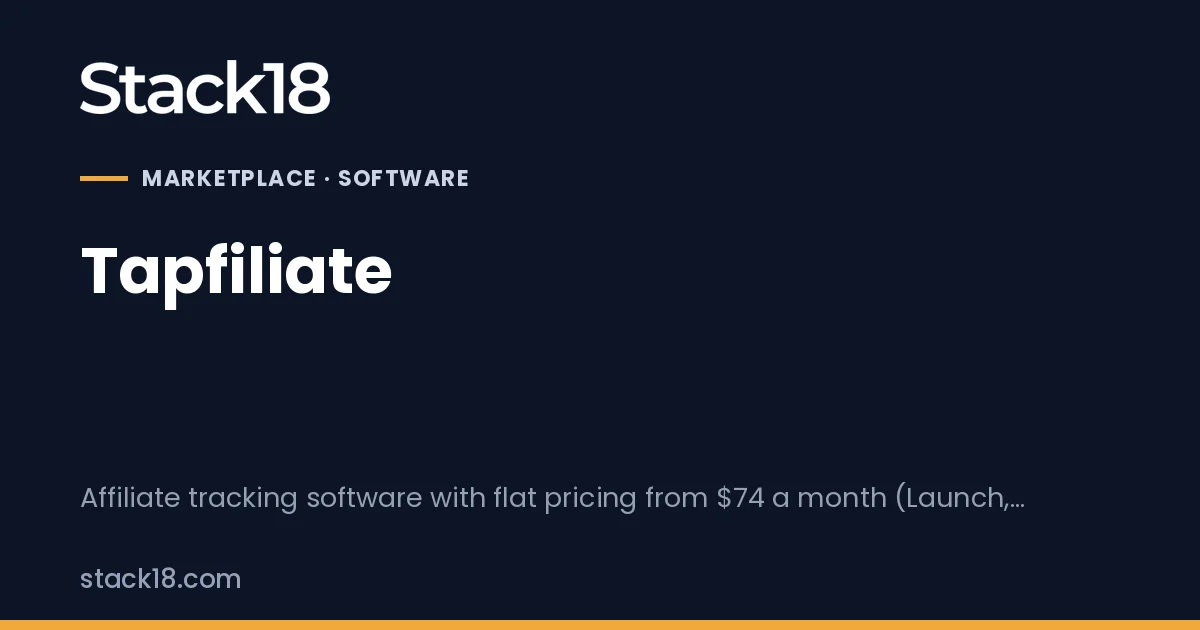 Stack18
MARKETPLACE · SOFTWARE
Tapfiliate
Affiliate tracking software with flat pricing from $74 a month (Launch,...
stack18.com